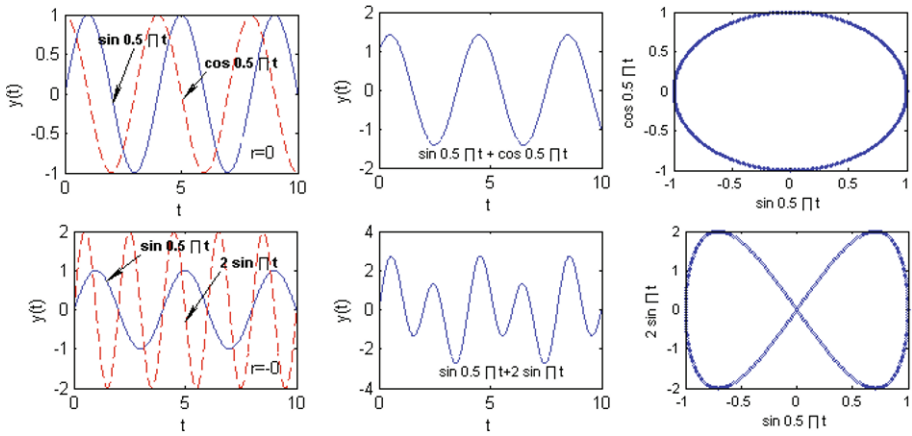 1
0.5
0
-0.5
-1
0 5 10
y(t)
t
sin 0.5 ∏ t
cos 0.5 ∏ t
r=0
2
1
0
-1
-2
0 5 10
y(t)
t
sin 0.5 ∏ t + cos 0.5 ∏ t
1
0.5
0
-0.5
-1
-1 -0.5 0 0.5 1
cos 0.5 ∏ t
sin 0.5 ∏ t
2
1
0
-1
-2
0 5 10
y(t)
t
sin 0.5 ∏ t
2 sin ∏ t
r=-0
4
2
0
-2
-4
0 5 10
y(t)
t
sin 0.5 ∏ t+2 sin ∏ t
2
1
0
-1
-2
-1 -0.5 0 0.5 1
2 sin ∏ t
sin 0.5 ∏ t